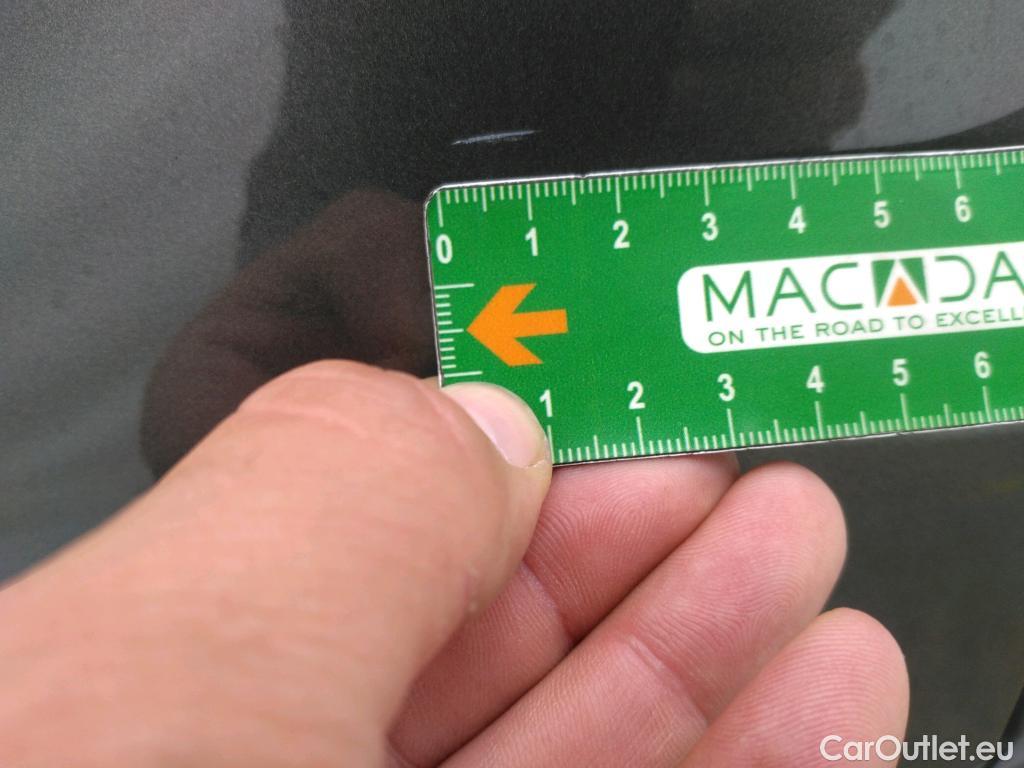 0 1 2 3 4 5 6
MACADA
ON THE ROAD TO EXCELL
1 2 3 4 5 6
CarOutlet.eu